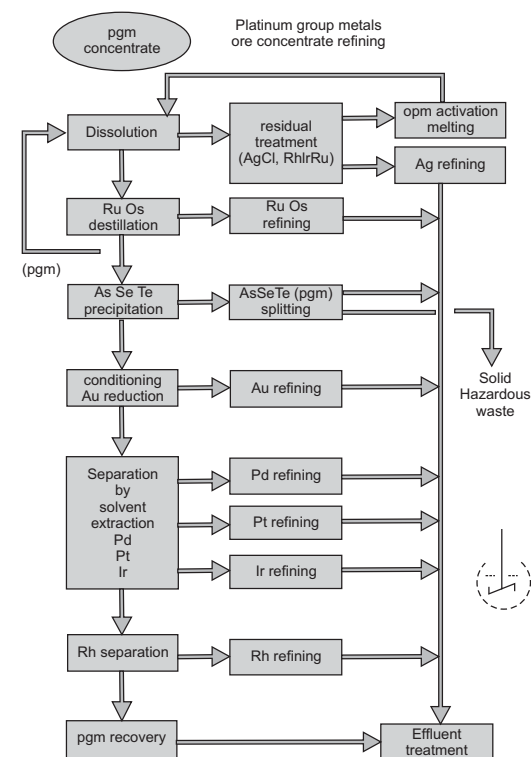 pgm
concentrate
Platinum group metals
ore concentrate refining
Dissolution
residual
treatment
(AgCl, RhIrRu)
opm activation
melting
Ag refining
Ru Os
destillation
Ru Os
refining
(pgm)
As Se Te
precipitation
AsSeTe (pgm)
splitting
Solid
Hazardous
waste
conditioning
Au reduction
Au refining
Separation
by
solvent
extraction
Pd
Pt
Ir
Pd refining
Pt refining
Ir refining
Rh separation
Rh refining
pgm recovery
Effluent
treatment